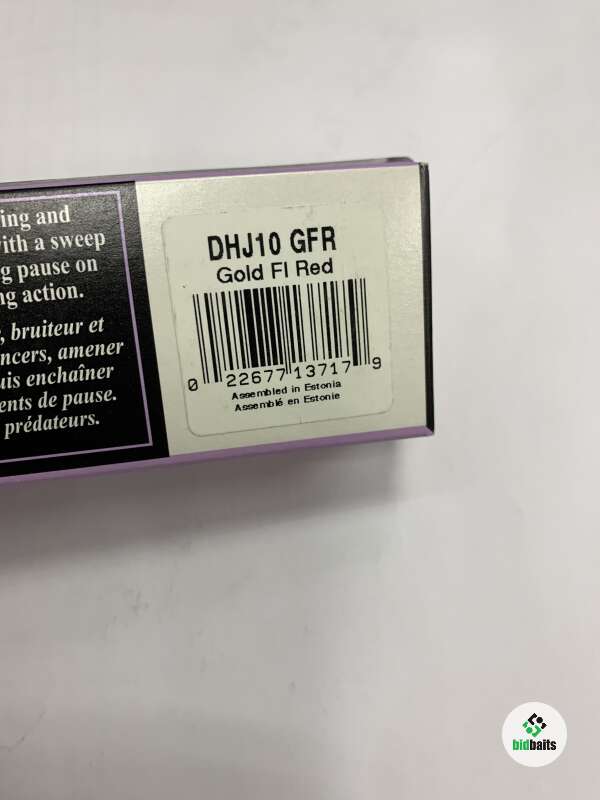 ing and
with a sweep
g pause on
ng action.
, bruiteur et
ncers, amener
uis enchaîner
ents de pause.
prédateurs.
DHJ10 GFR
Gold Fl Red
0 22677 13717 9
Assembled in Estonia
Assemblé en Estonie
bidbaits